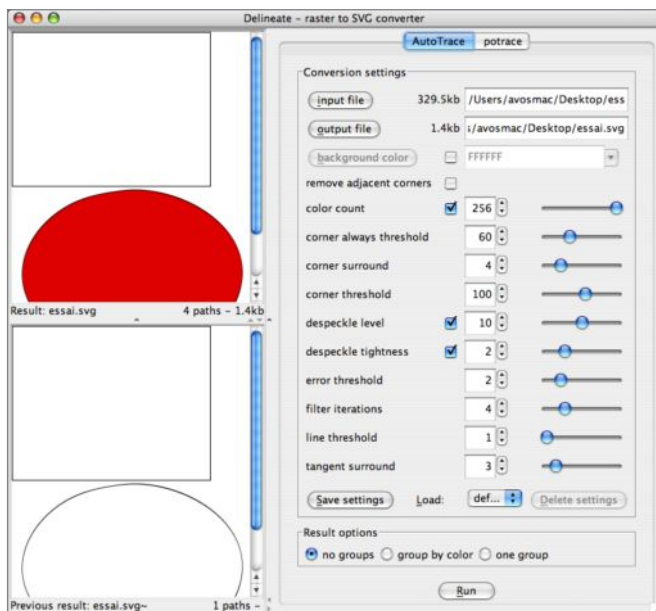 Delineate - raster to SVG converter
AutoTrace potrace
Conversion settings
input file 329.5kb /Users/avosmac/Desktop/ess
output file 1.4kb s/avosmac/Desktop/essai.svg
background color FFFFFF
remove adjacent corners
color count 256
corner always threshold 60
corner surround 4
corner threshold 100
despeckle level 10
despeckle tightness 2
error threshold 2
filter iterations 4
line threshold 1
tangent surround 3
Save settings Load: def... Delete settings
Result options
no groups group by color one group
Run
Result: essai.svg 4 paths - 1.4kb
Previous result: essai.svg~ 1 paths -